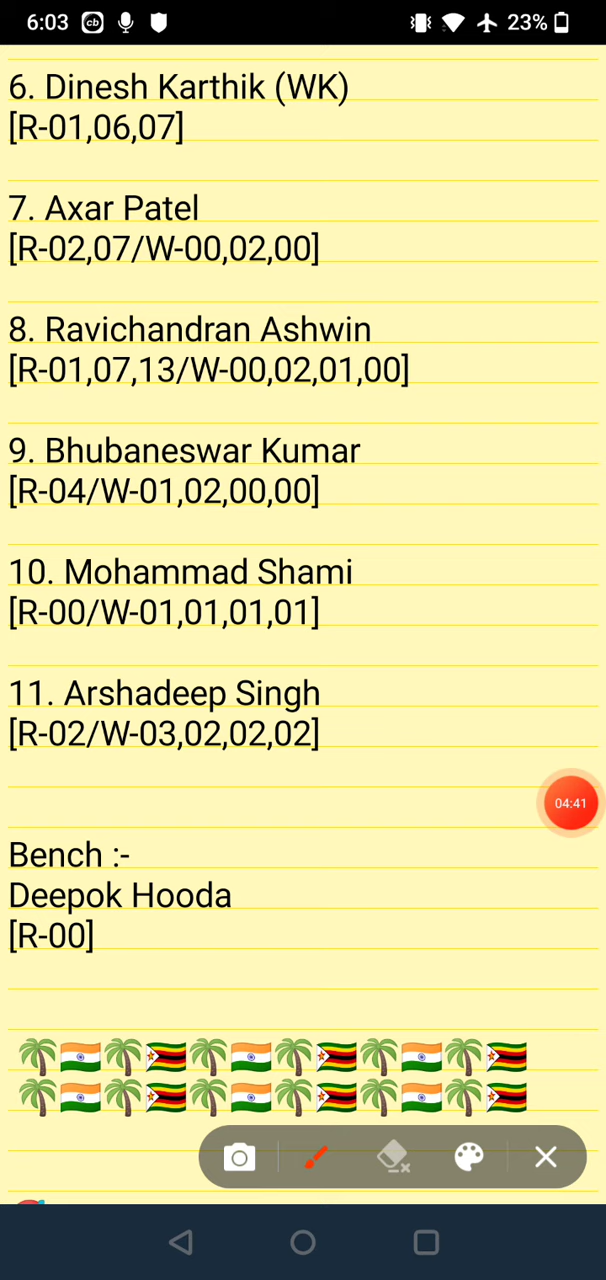 6:03 cb 23%
6. Dinesh Karthik (WK)
[R-01,06,07]
7. Axar Patel
[R-02,07/W-00,02,00]
8. Ravichandran Ashwin
[R-01,07,13/W-00,02,01,00]
9. Bhubaneswar Kumar
[R-04/W-01,02,00,00]
10. Mohammad Shami
[R-00/W-01,01,01,01]
11. Arshadeep Singh
[R-02/W-03,02,02,02]
04:41
Bench :-
Deepok Hooda
[R-00]